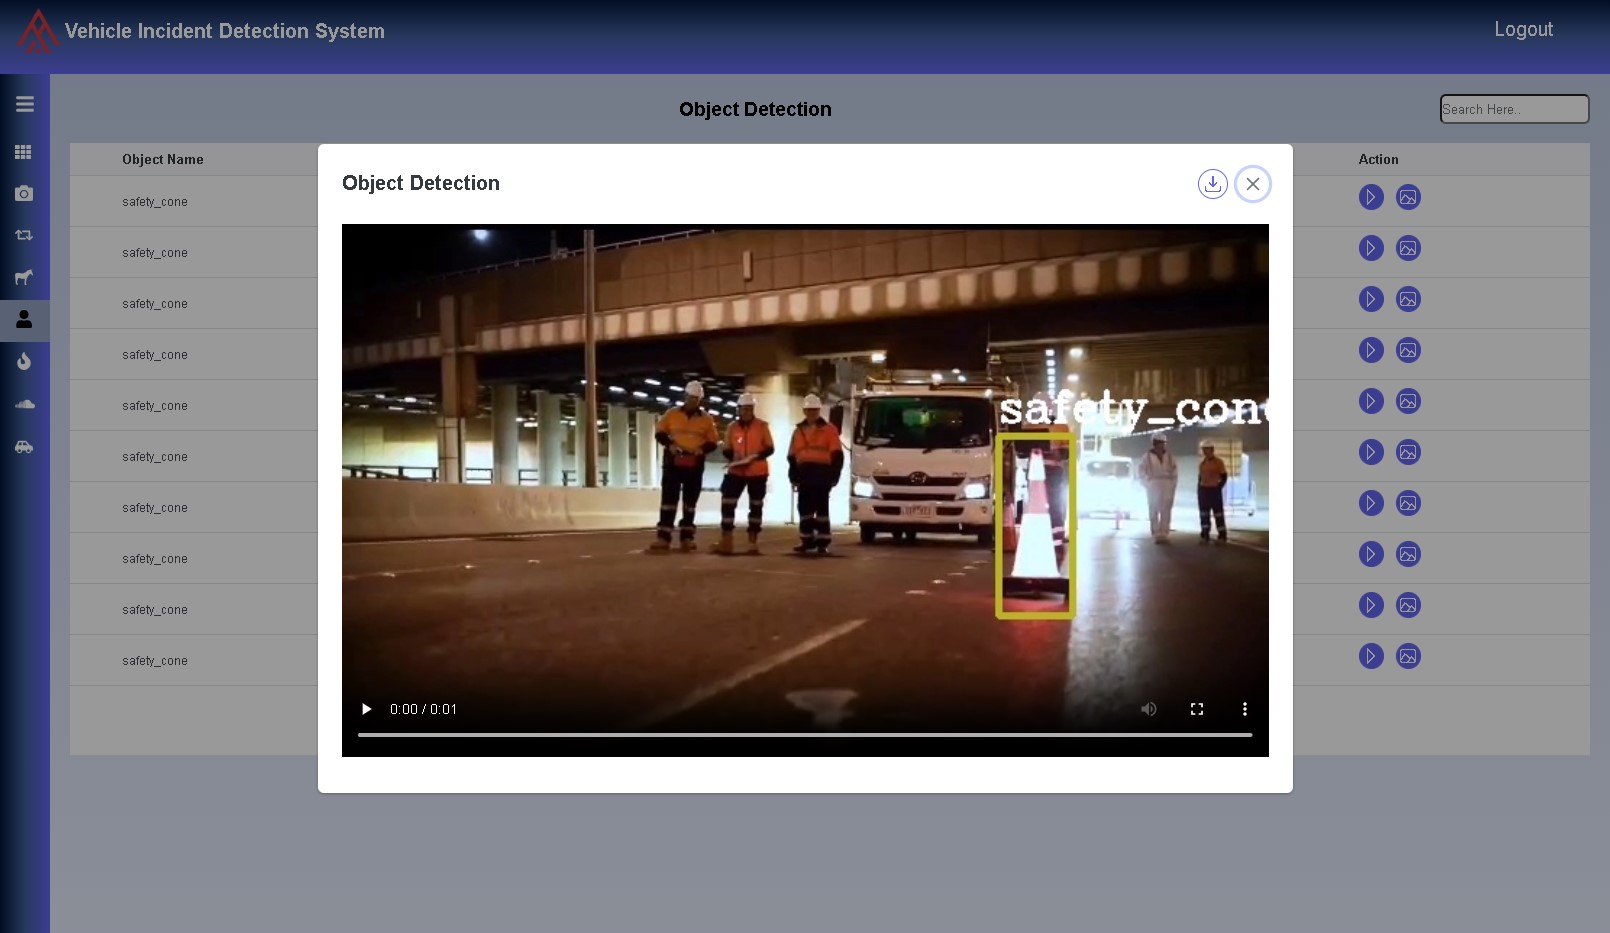 Vehicle Incident Detection System
Logout
Object Detection
Search Here..
Object Name
Action
Object Detection
safety_cone
safety_cone
safety_cone
safety_cone
safety_cone
safety_cone
safety_cone
safety_cone
safety_cone
safety_cone
safety_cone
0:00 / 0:01